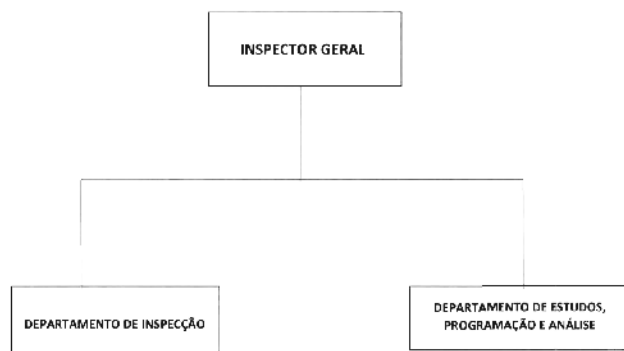 INSPECTOR GERAL
DEPARTAMENTO DE INSPECÇÃO
DEPARTAMENTO DE ESTUDOS,
PROGRAMAÇÃO E ANÁLISE